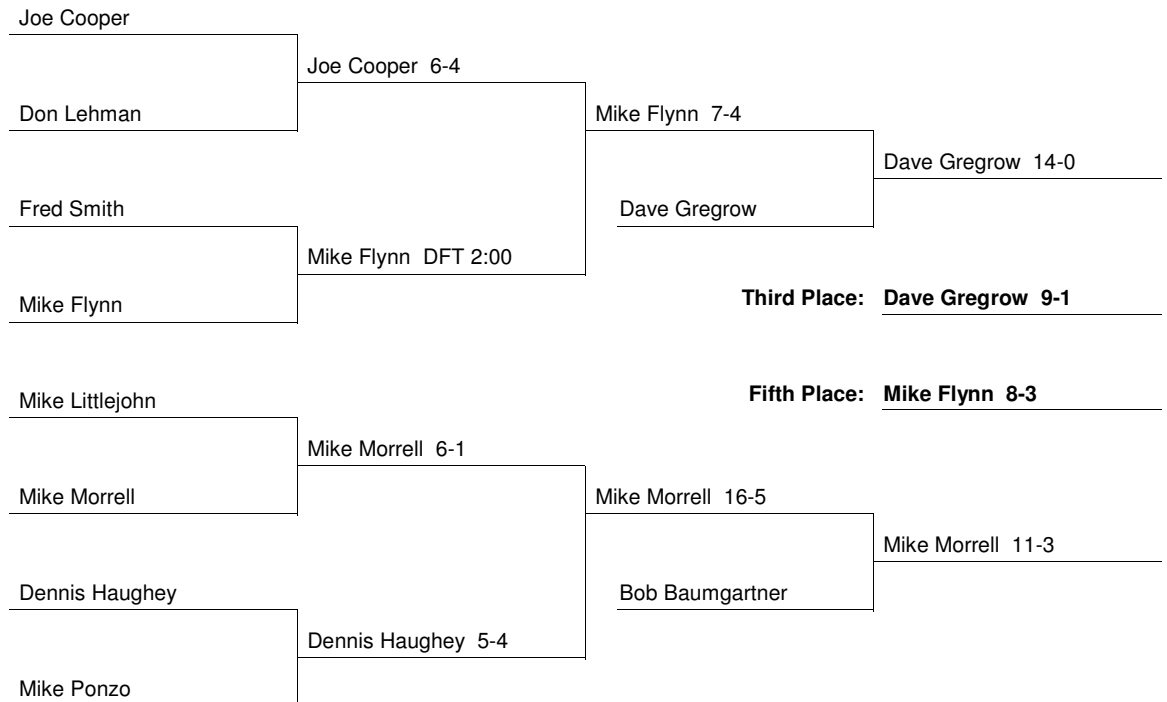 Joe Cooper
Joe Cooper 6-4
Don Lehman
Mike Flynn 7-4
Dave Gregrow 14-0
Fred Smith
Dave Gregrow
Mike Flynn DFT 2:00
Mike Flynn
Third Place: Dave Gregrow 9-1
Mike Littlejohn
Fifth Place: Mike Flynn 8-3
Mike Morrell 6-1
Mike Morrell
Mike Morrell 16-5
Mike Morrell 11-3
Dennis Haughey
Bob Baumgartner
Dennis Haughey 5-4
Mike Ponzo